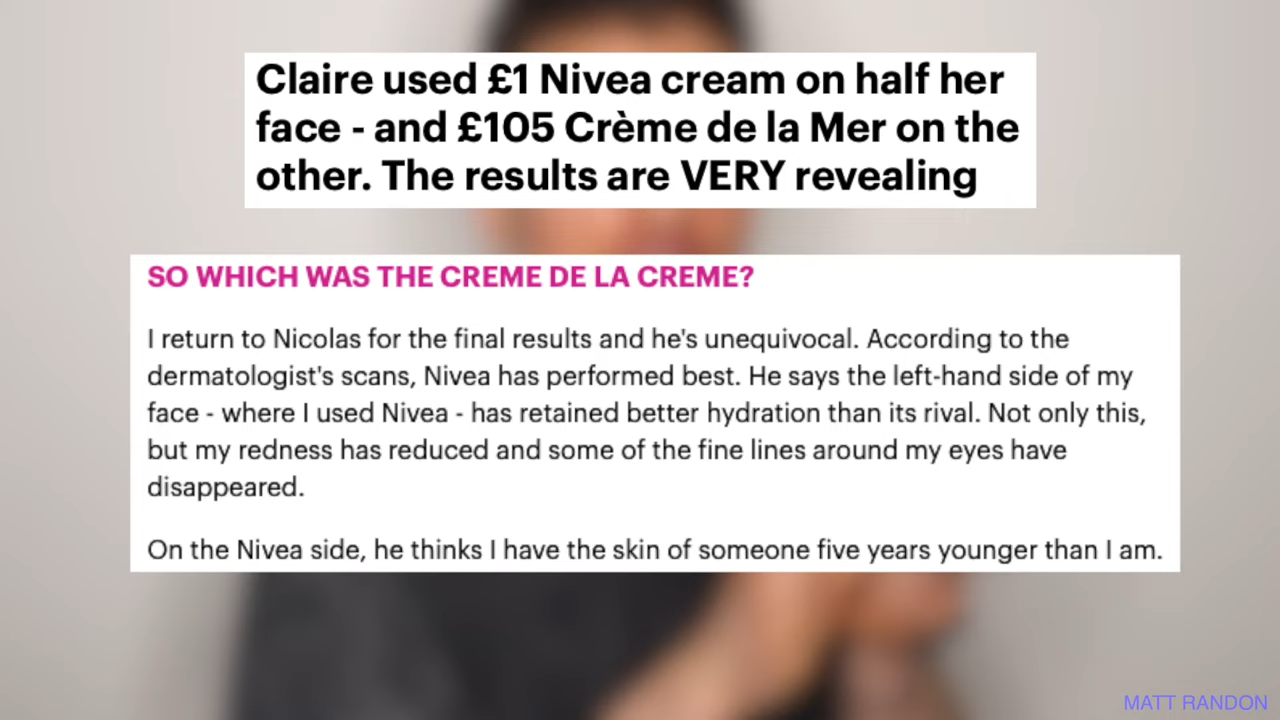 Claire used £1 Nivea cream on half her
face - and £105 Crème de la Mer on the
other. The results are VERY revealing
SO WHICH WAS THE CREME DE LA CREME?
I return to Nicolas for the final results and he's unequivocal. According to the
dermatologist's scans, Nivea has performed best. He says the left-hand side of my
face - where I used Nivea - has retained better hydration than its rival. Not only this,
but my redness has reduced and some of the fine lines around my eyes have
disappeared.
On the Nivea side, he thinks I have the skin of someone five years younger than I am.
MATT RANDON